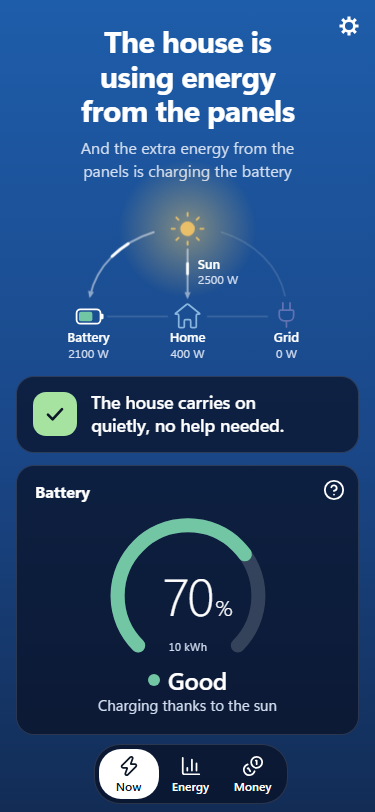 The house is
using energy
from the panels
And the extra energy from the
panels is charging the battery
Sun
2500 W
Battery
2100 W
Home
400 W
Grid
0 W
The house carries on
quietly, no help needed.
Battery
70%
10 kWh
Good
Charging thanks to the sun
Now
Energy
Money